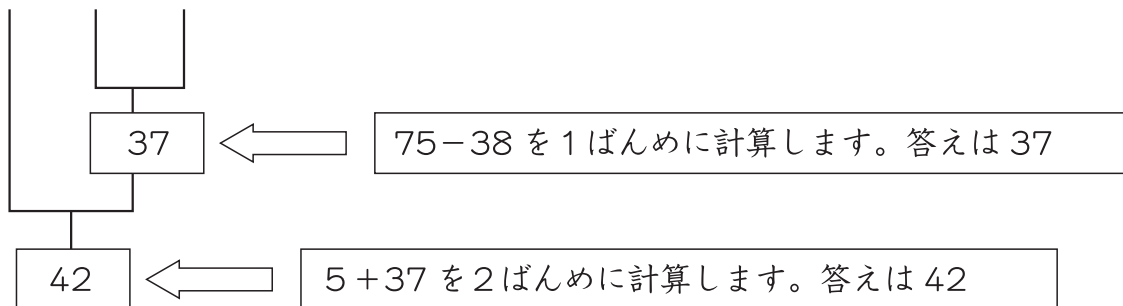 37 75－38 を 1 ばんめに計算します。答えは 37
42 5＋37 を 2 ばんめに計算します。答えは 42